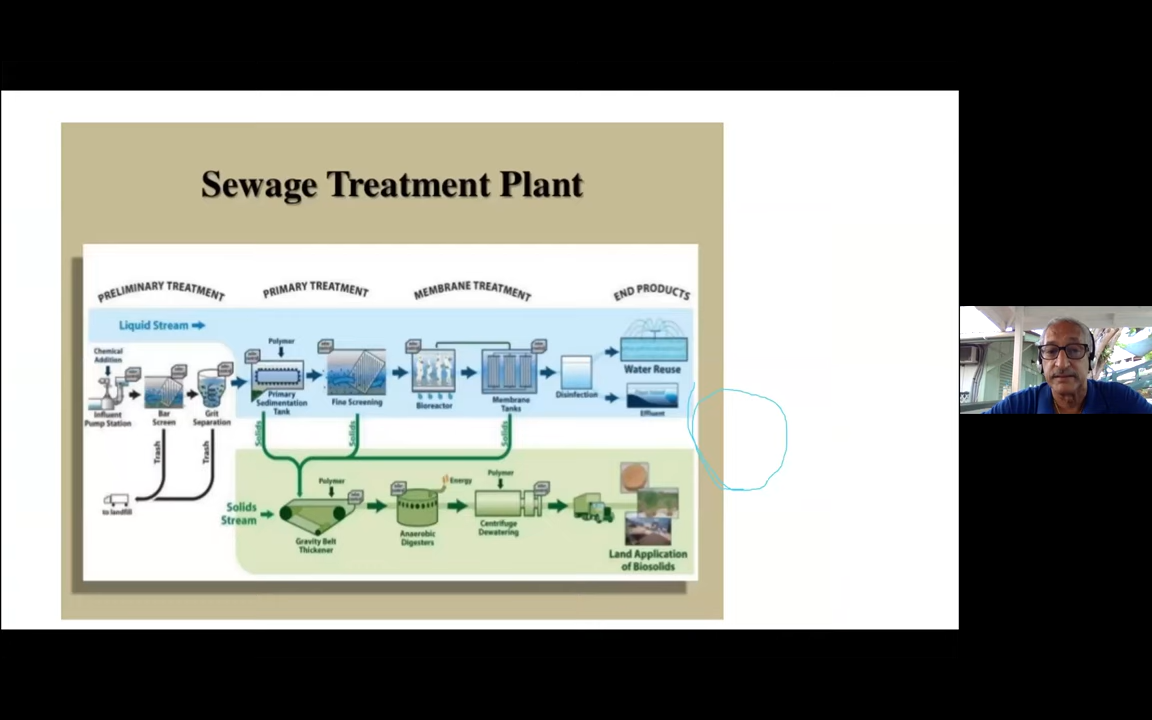 Sewage Treatment Plant
PRELIMINARY TREATMENT
PRIMARY TREATMENT
MEMBRANE TREATMENT
END PRODUCTS
Liquid Stream
Chemical
Addition
Influent
Pump Station
Bar
Screen
Grit
Separation
Polymer
Primary
Sedimentation
Tank
Fine Screening
Bioreactor
Membrane
Tanks
Disinfection
Water Reuse
Effluent
Trash
Trash
to landfill
Solids
Solids
Solids
Solids
Stream
Polymer
Gravity Belt
Thickener
Energy
Anaerobic
Digesters
Polymer
Centrifuge
Dewatering
Land Application
of Biosolids